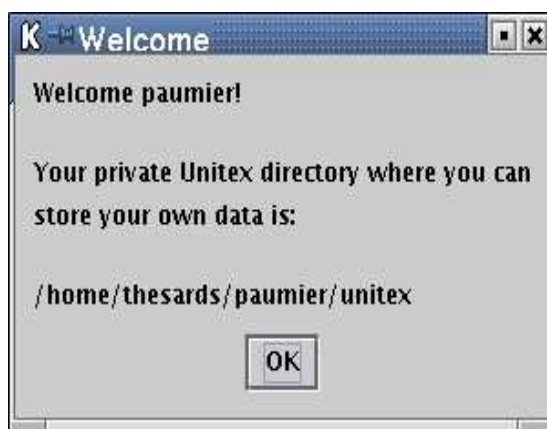 Welcome
Welcome paumier!
Your private Unitex directory where you can
store your own data is:
/home/thesards/paumier/unitex
OK